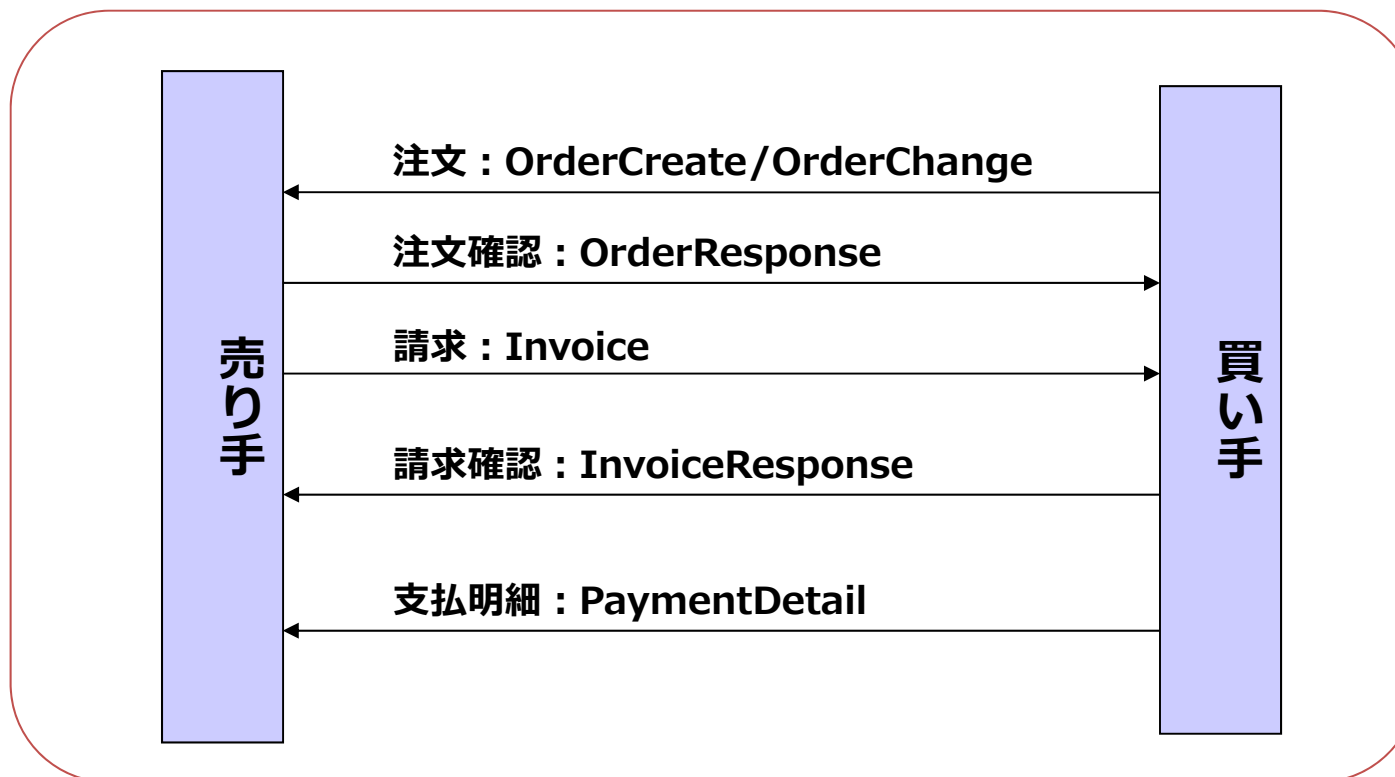 注文：OrderCreate/OrderChange
注文確認：OrderResponse
請求：Invoice
売り手
買い手
請求確認：InvoiceResponse
支払明細：PaymentDetail